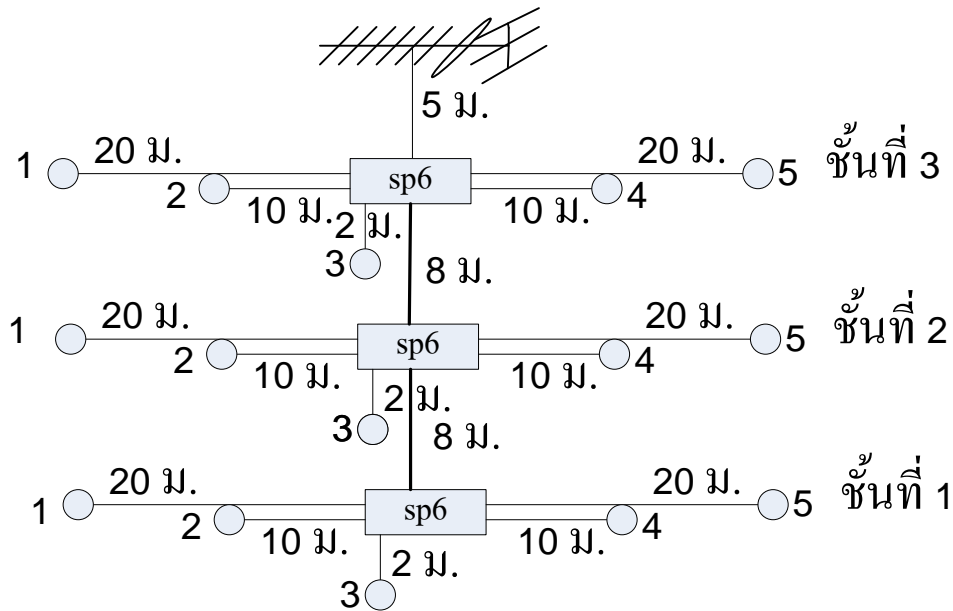 5 ม.
1 20 ม. sp6 20 ม. 5 ชั้นที่ 3
2 10 ม. 10 ม. 4
2 ม.
3
8 ม.
1 20 ม. sp6 20 ม. 5 ชั้นที่ 2
2 10 ม. 10 ม. 4
2 ม.
3
8 ม.
1 20 ม. sp6 20 ม. 5 ชั้นที่ 1
2 10 ม. 10 ม. 4
2 ม.
3